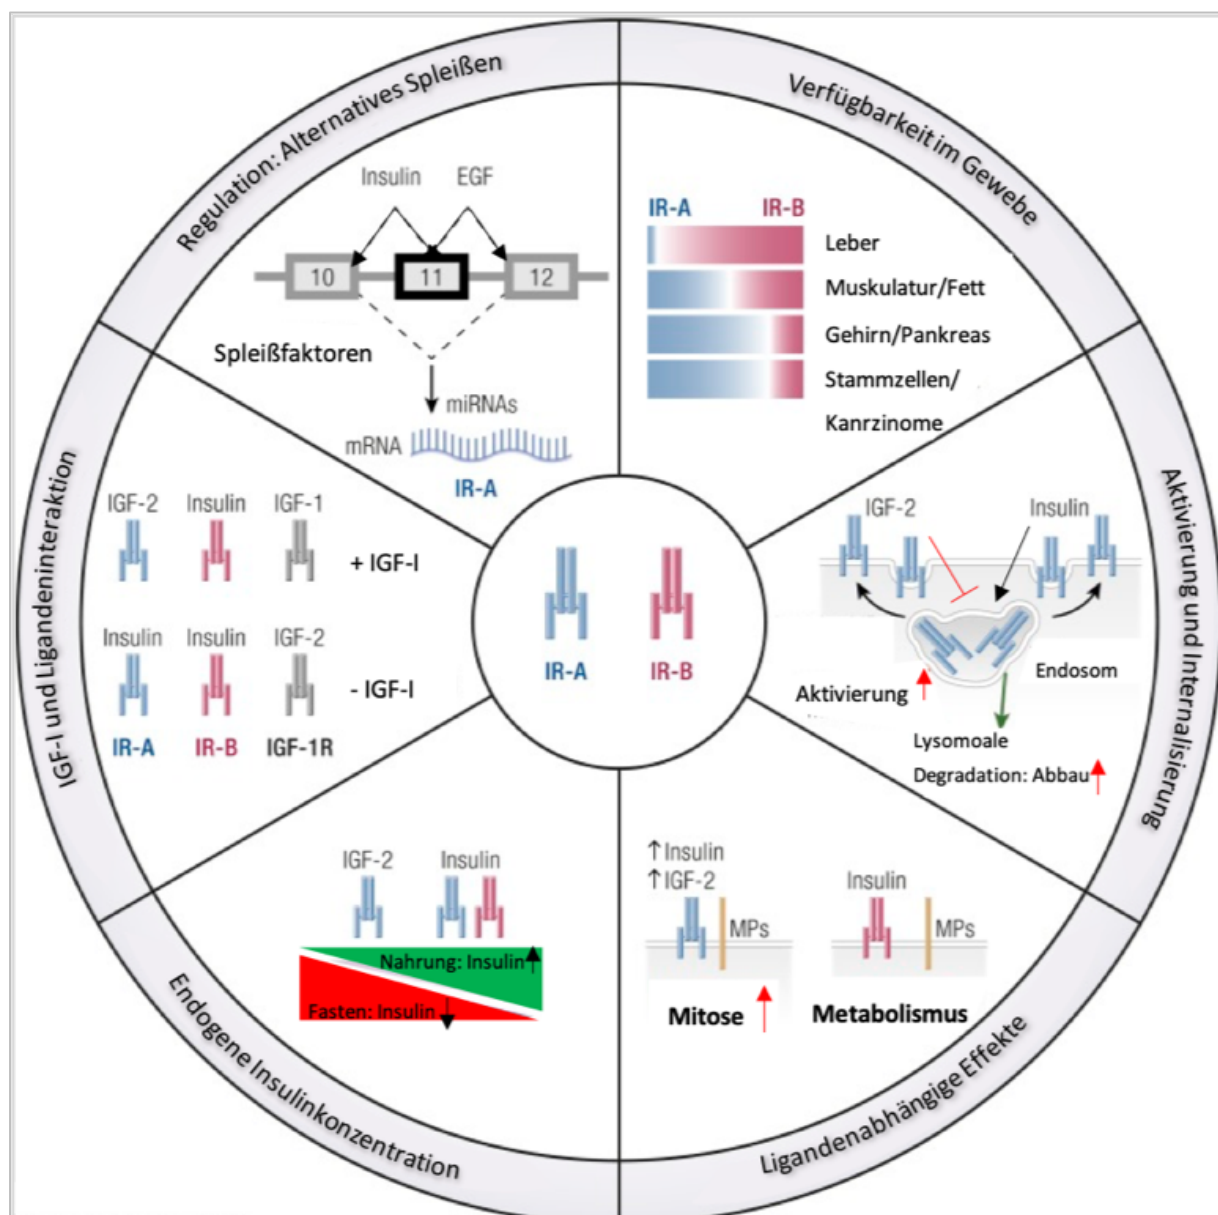 Regulation: Alternatives Spleißen
Insulin EGF
10 11 12
Spleißfaktoren
miRNAs
mRNA
IR-A
Verfügbarkeit im Gewebe
IR-A IR-B
Leber
Muskulatur/Fett
Gehirn/Pankreas
Stammzellen/
Kanrzinome
Aktivierung und Internalisierung
IGF-2 Insulin
Endosom
Aktivierung
Lysomoale
Degradation: Abbau
Ligandenabhängige Effekte
↑Insulin
↑IGF-2
MPs
Mitose
Insulin
MPs
Metabolismus
Endogene Insulinkonzentration
IGF-2 Insulin
Nahrung: Insulin
Fasten: Insulin
IGF-I und Ligandeninteraktion
IGF-2 Insulin IGF-1
+ IGF-I
Insulin Insulin IGF-2
- IGF-I
IR-A IR-B IGF-1R
IR-A IR-B